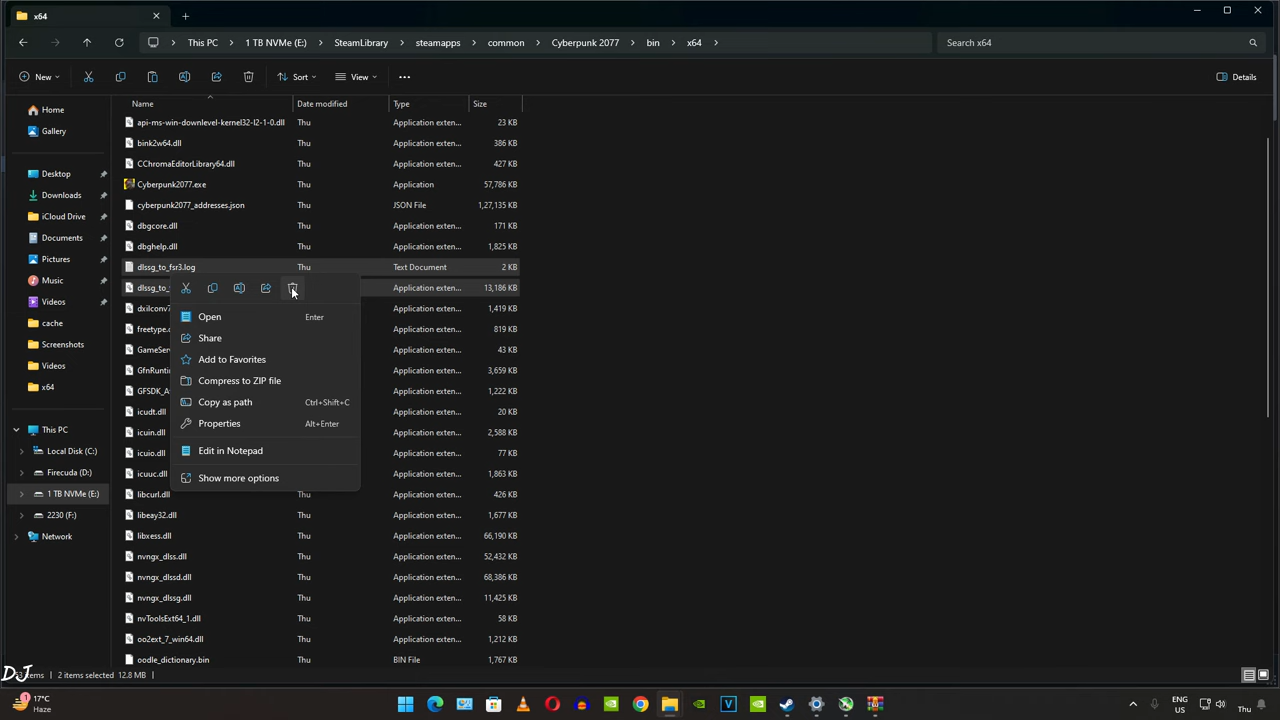 x64
This PC
1 TB NVMe (E:)
SteamLibrary
steamapps
common
Cyberpunk 2077
bin
x64
Search x64
New
Sort
View
Details
Name
Date modified
Type
Size
Home
Gallery
Desktop
Downloads
iCloud Drive
Documents
Pictures
Music
Videos
cache
Screenshots
Videos
x64
This PC
Local Disk (C:)
Firecuda (D:)
1 TB NVMe (E:)
2230 (F:)
Network
api-ms-win-downlevel-kernel32-l2-1-0.dll Thu Application exten... 23 KB
bink2w64.dll Thu Application exten... 386 KB
CChromaEditorLibrary64.dll Thu Application exten... 427 KB
Cyberpunk2077.exe Thu Application 57,786 KB
cyberpunk2077_addresses.json Thu JSON File 1,27,135 KB
dbgcore.dll Thu Application exten... 171 KB
dbghelp.dll Thu Application exten... 1,825 KB
dlssg_to_fsr3.log Thu Text Document 2 KB
dlssg_to_ Application exten... 13,186 KB
dxilconv7 Application exten... 1,419 KB
freetype.c Application exten... 819 KB
GameServ Application exten... 43 KB
GfnRuntin Application exten... 3,659 KB
GFSDK_A Application exten... 1,222 KB
icudt.dll Application exten... 20 KB
icuin.dll Application exten... 2,588 KB
icuio.dll Application exten... 77 KB
icuuc.dll Application exten... 1,863 KB
libcurl.dll Thu Application exten... 426 KB
libeay32.dll Thu Application exten... 1,677 KB
libxess.dll Thu Application exten... 66,190 KB
nvngx_dlss.dll Thu Application exten... 52,432 KB
nvngx_dlssd.dll Thu Application exten... 68,386 KB
nvngx_dlssg.dll Thu Application exten... 11,425 KB
nvToolsExt64_1.dll Thu Application exten... 58 KB
oo2ext_7_win64.dll Thu Application exten... 1,212 KB
oodle_dictionary.bin Thu BIN File 1,767 KB
Open Enter
Share
Add to Favorites
Compress to ZIP file
Copy as path Ctrl+Shift+C
Properties Alt+Enter
Edit in Notepad
Show more options
DJ
items 2 items selected 12.8 MB
1
17°C
Haze
ENG
US
Thu